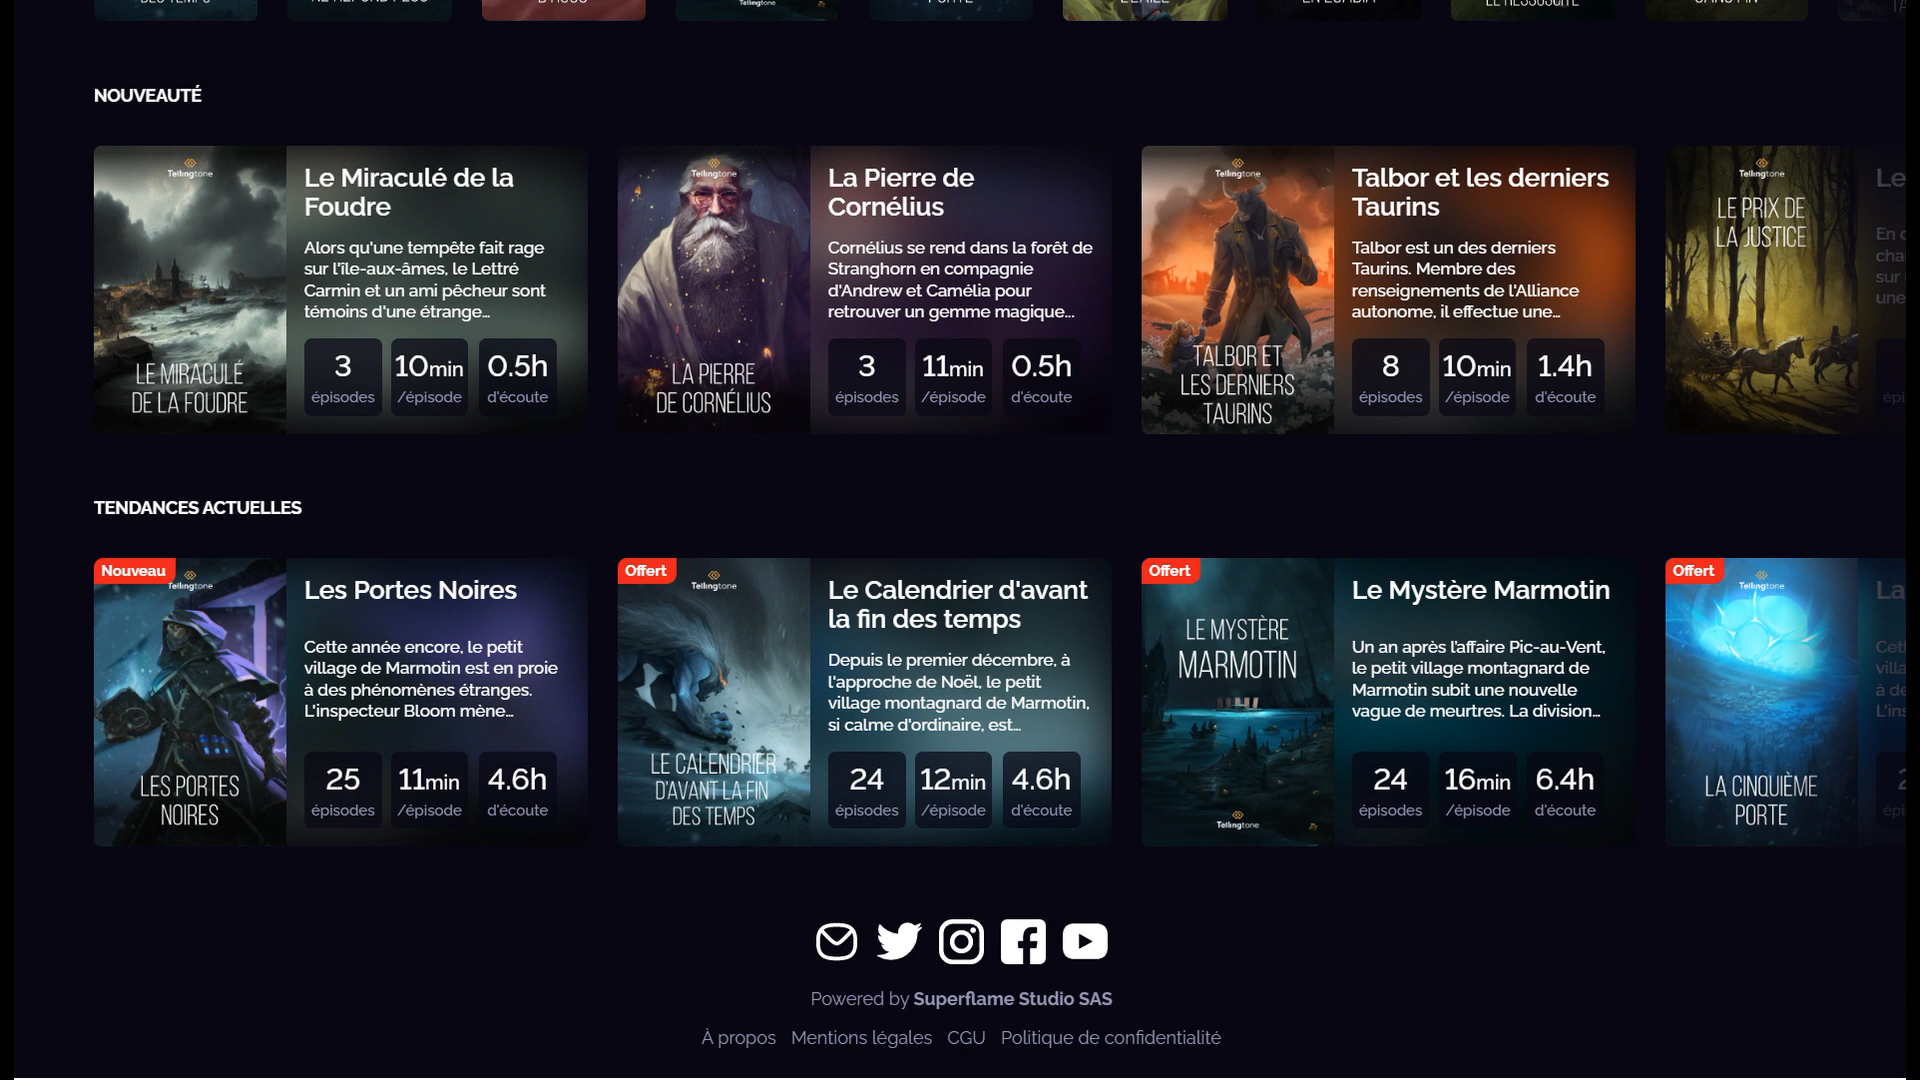 NOUVEAUTÉ
Tellingtone
LE MIRACULÉ
DE LA FOUDRE
Le Miraculé de la
Foudre
Alors qu'une tempête fait rage
sur l'île-aux-âmes, le Lettré
Carmin et un ami pêcheur sont
témoins d'une étrange...
3
épisodes
10min
/épisode
0.5h
d'écoute
Tellingtone
LA PIERRE
DE CORNÉLIUS
La Pierre de
Cornélius
Cornélius se rend dans la forêt de
Stranghorn en compagnie
d'Andrew et Camélia pour
retrouver un gemme magique...
3
épisodes
11min
/épisode
0.5h
d'écoute
Tellingtone
TALBOR ET
LES DERNIERS
TAURINS
Talbor et les derniers
Taurins
Talbor est un des derniers
Taurins. Membre des
renseignements de l'Alliance
autonome, il effectue une...
8
épisodes
10min
/épisode
1.4h
d'écoute
Tellingtone
LE PRIX DE
LA JUSTICE
Le
TENDANCES ACTUELLES
Nouveau
Tellingtone
LES PORTES
NOIRES
Les Portes Noires
Cette année encore, le petit
village de Marmotin est en proie
à des phénomènes étranges.
L'inspecteur Bloom mène...
25
épisodes
11min
/épisode
4.6h
d'écoute
Offert
Tellingtone
LE CALENDRIER
D'AVANT LA FIN
DES TEMPS
Le Calendrier d'avant
la fin des temps
Depuis le premier décembre, à
l'approche de Noël, le petit
village montagnard de Marmotin,
si calme d'ordinaire, est...
24
épisodes
12min
/épisode
4.6h
d'écoute
Offert
LE MYSTÈRE
MARMOTIN
Tellingtone
Le Mystère Marmotin
Un an après l'affaire Pic-au-Vent,
le petit village montagnard de
Marmotin subit une nouvelle
vague de meurtres. La division...
24
épisodes
16min
/épisode
6.4h
d'écoute
Offert
Tellingtone
LA CINQUIÈME
PORTE
La
Powered by Superflame Studio SAS
À propos Mentions légales CGU Politique de confidentialité